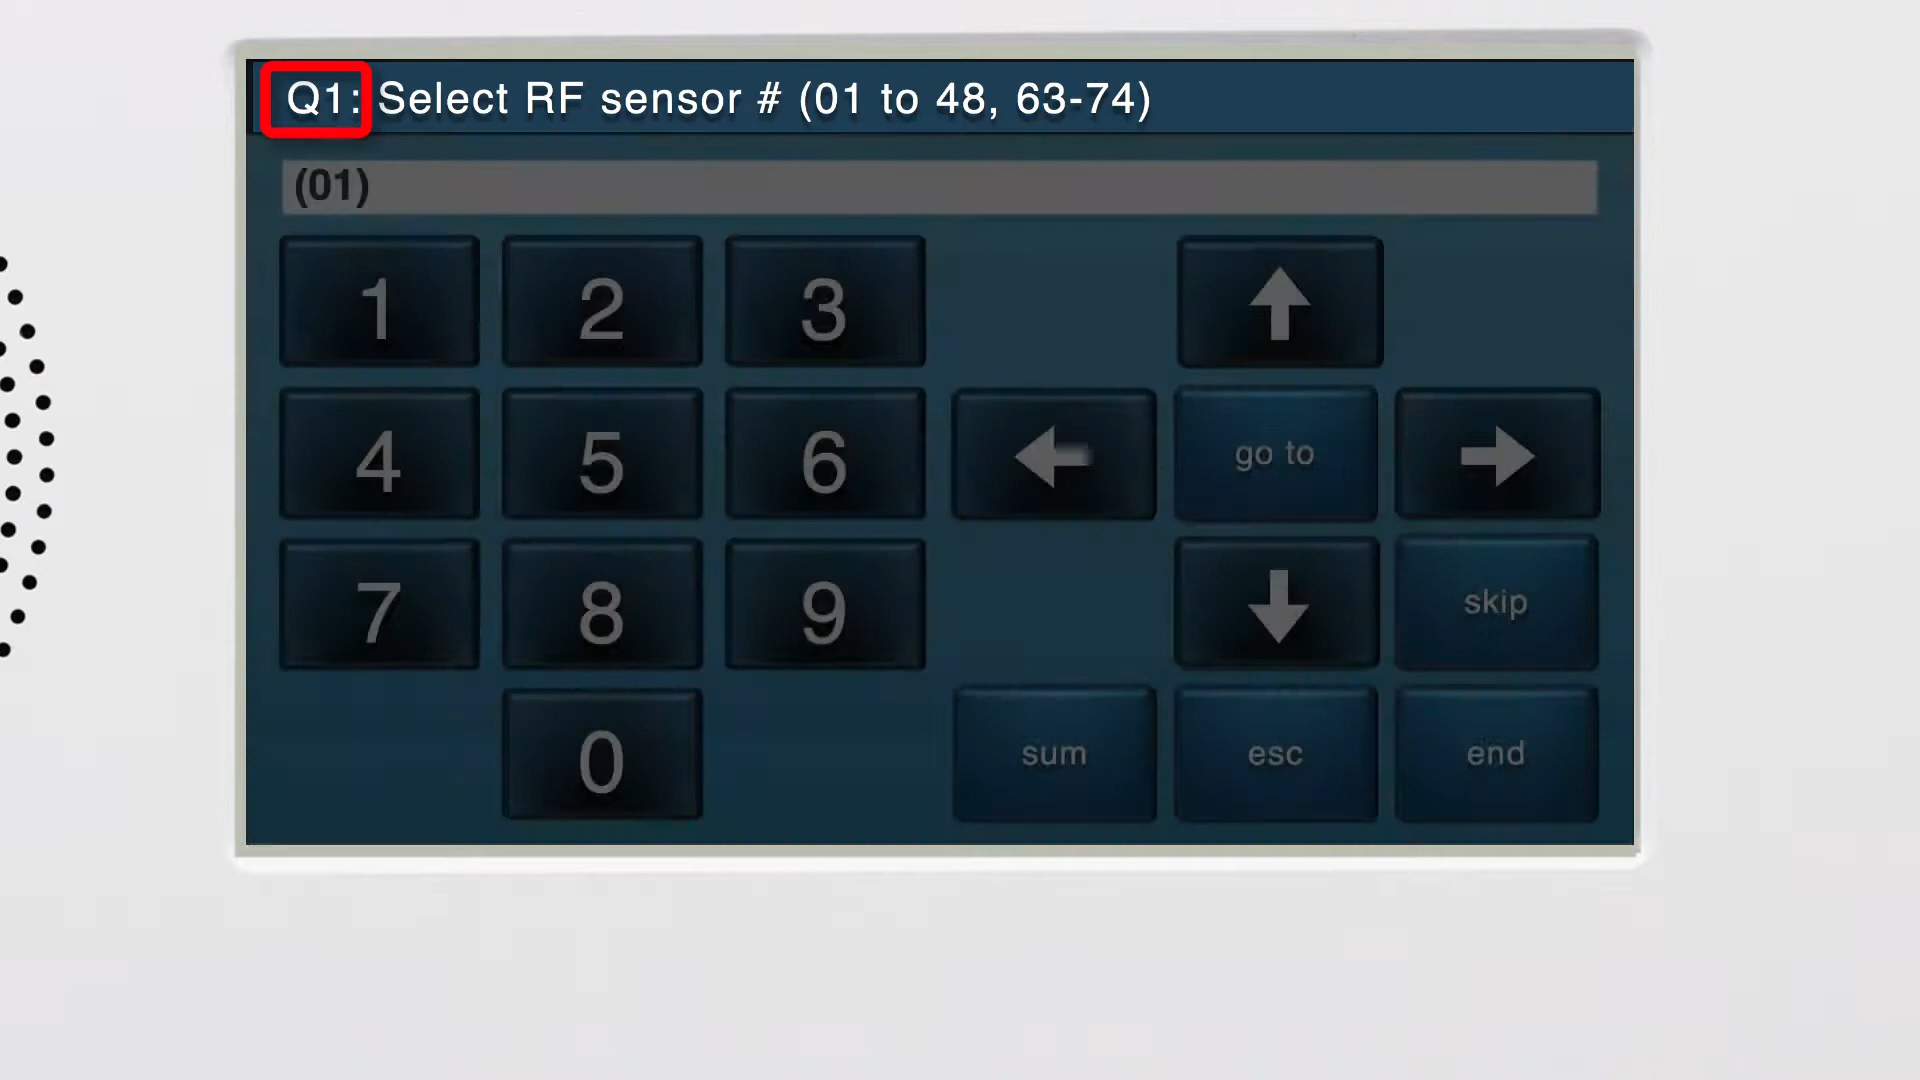 Q1: Select RF sensor # (01 to 48, 63-74)
(01)
1 2 3
4 5 6 go to
7 8 9 skip
0 sum esc end